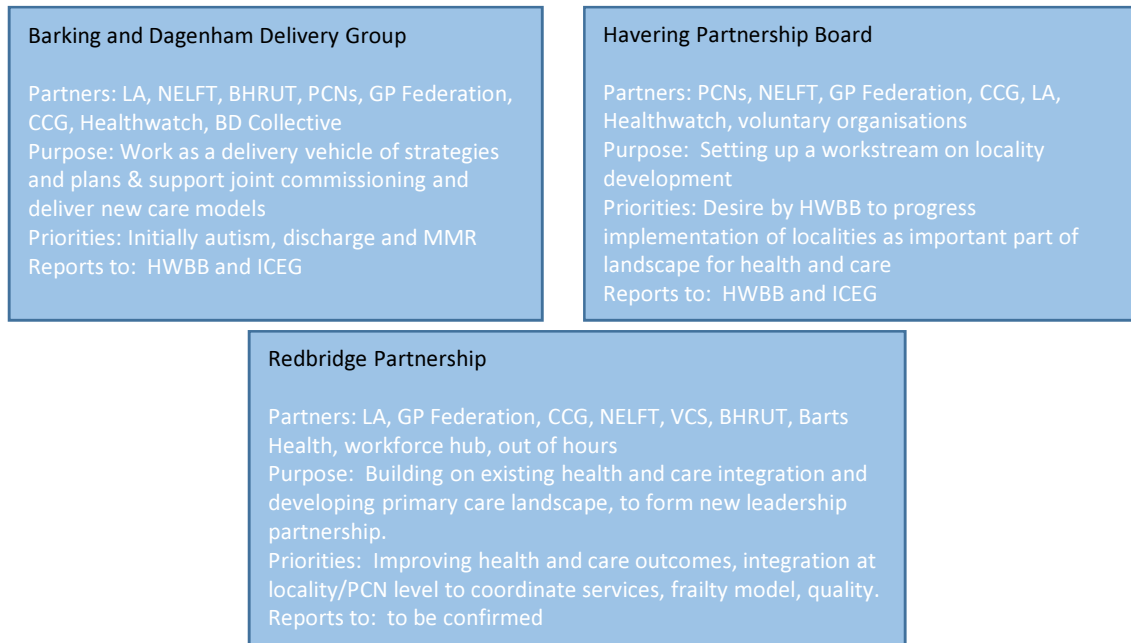 Barking and Dagenham Delivery Group
Partners: LA, NELFT, BHRUT, PCNs, GP Federation,
CCG, Healthwatch, BD Collective
Purpose: Work as a delivery vehicle of strategies
and plans & support joint commissioning and
deliver new care models
Priorities: Initially autism, discharge and MMR
Reports to:  HWBB and ICEG
Havering Partnership Board
Partners: PCNs, NELFT, GP Federation, CCG, LA,
Healthwatch, voluntary organisations
Purpose:  Setting up a workstream on locality
development
Priorities: Desire by HWBB to progress
implementation of localities as important part of
landscape for health and care
Reports to:  HWBB and ICEG
Redbridge Partnership
Partners: LA, GP Federation, CCG, NELFT, VCS, BHRUT, Barts
Health, workforce hub, out of hours
Purpose:  Building on existing health and care integration and
developing primary care landscape, to form new leadership
partnership.
Priorities:  Improving health and care outcomes, integration at
locality/PCN level to coordinate services, frailty model, quality.
Reports to:  to be confirmed